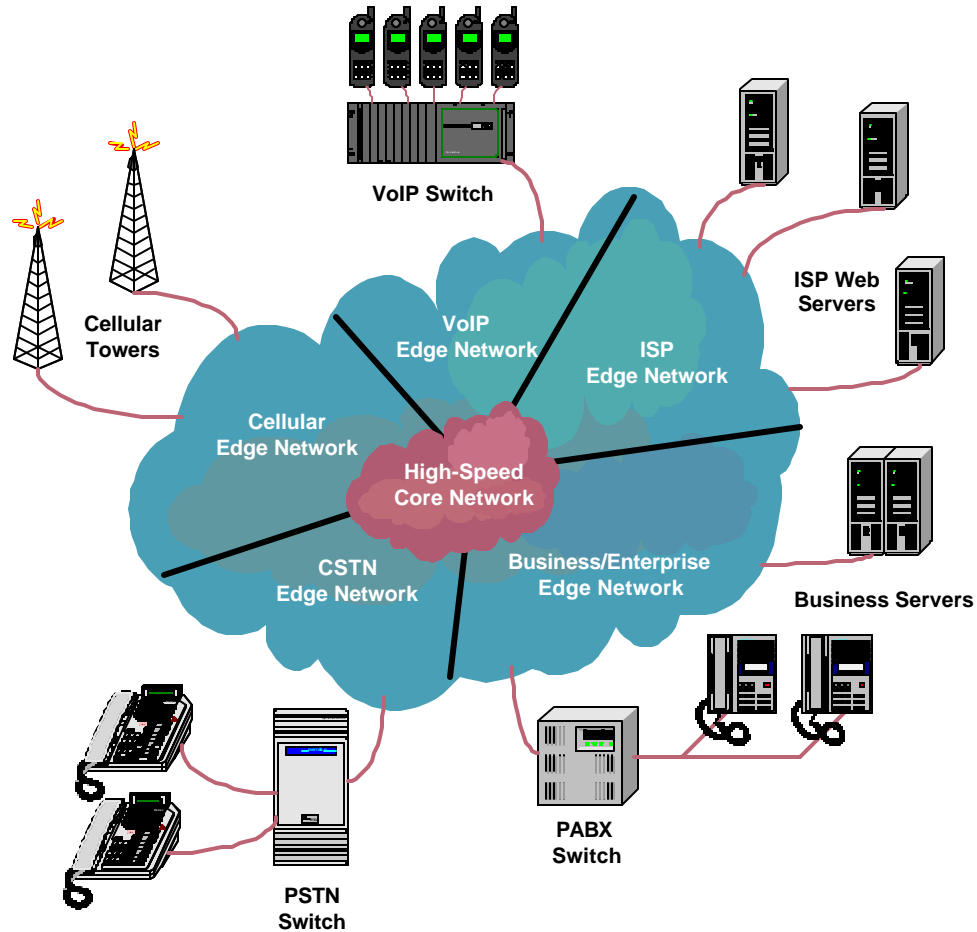 VoIP Switch
ISP Web
Servers
Cellular
Towers
VoIP
Edge Network
ISP
Edge Network
Cellular
Edge Network
High-Speed
Core Network
CSTN
Edge Network
Business/Enterprise
Edge Network
Business Servers
PABX
Switch
PSTN
Switch